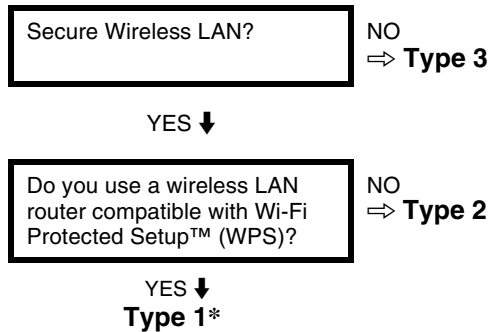 Secure Wireless LAN?
NO
⇨ Type 3
YES ⬇
Do you use a wireless LAN
router compatible with Wi-Fi
Protected Setup™ (WPS)?
NO
⇨ Type 2
YES ⬇
Type 1*